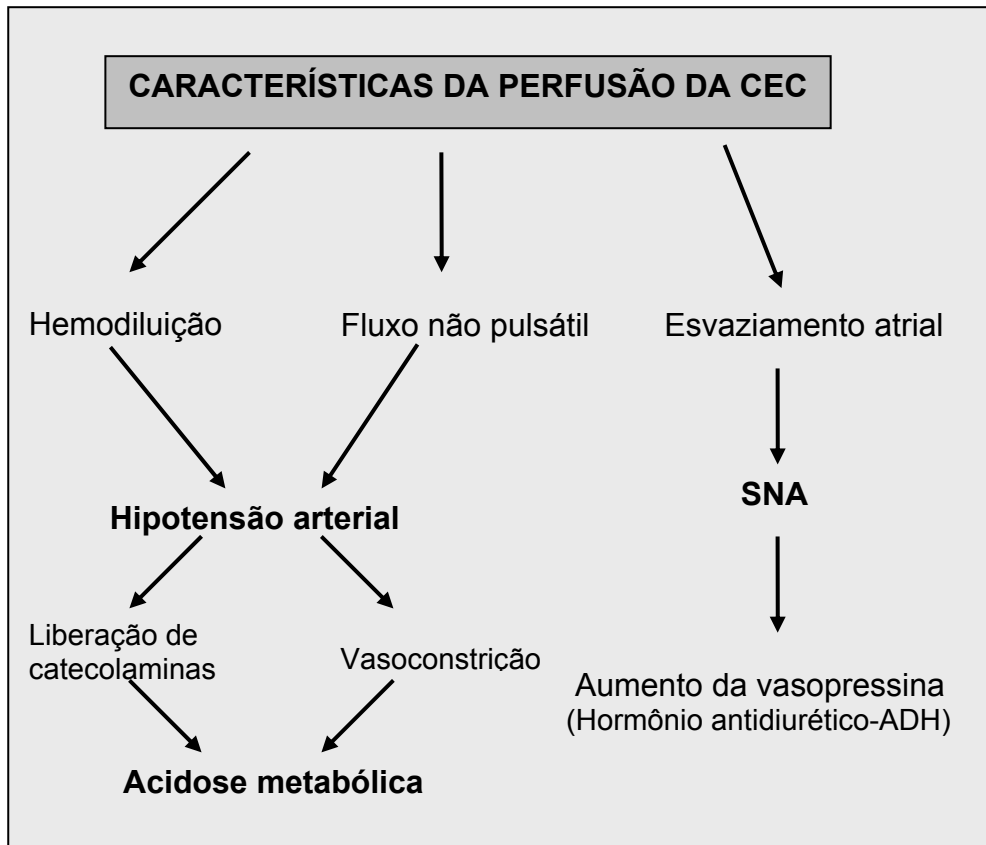 CARACTERÍSTICAS DA PERFUSÃO DA CEC
Hemodiluição
Fluxo não pulsátil
Esvaziamento atrial
Hipotensão arterial
SNA
Liberação de
catecolaminas
Vasoconstrição
Aumento da vasopressina
(Hormônio antidiurético-ADH)
Acidose metabólica